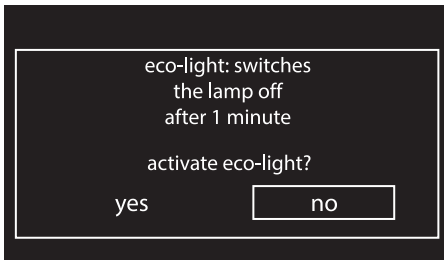 eco-light: switches
the lamp off
after 1 minute
activate eco-light?
yes no